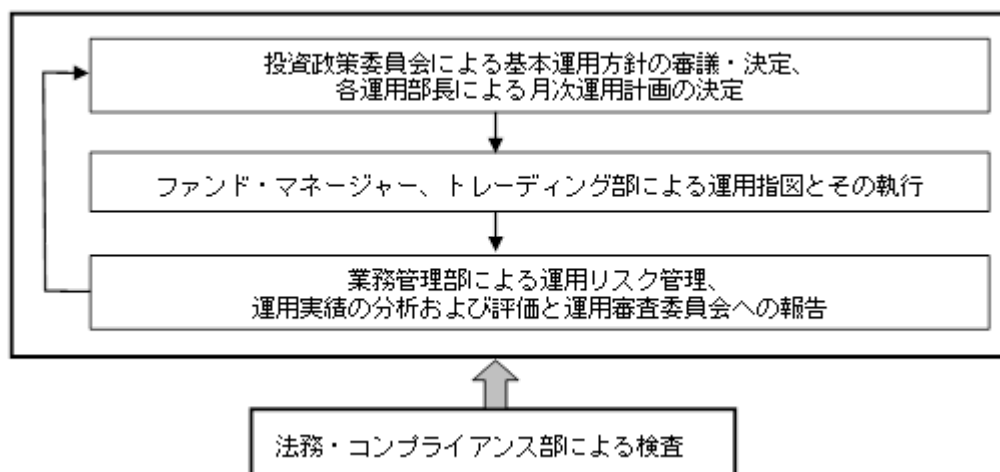 投資政策委員会による基本運用方針の審議・決定、
各運用部長による月次運用計画の決定
ファンド・マネージャー、トレーディング部による運用指図とその執行
業務管理部による運用リスク管理、
運用実績の分析および評価と運用審査委員会への報告
法務・コンプライアンス部による検査